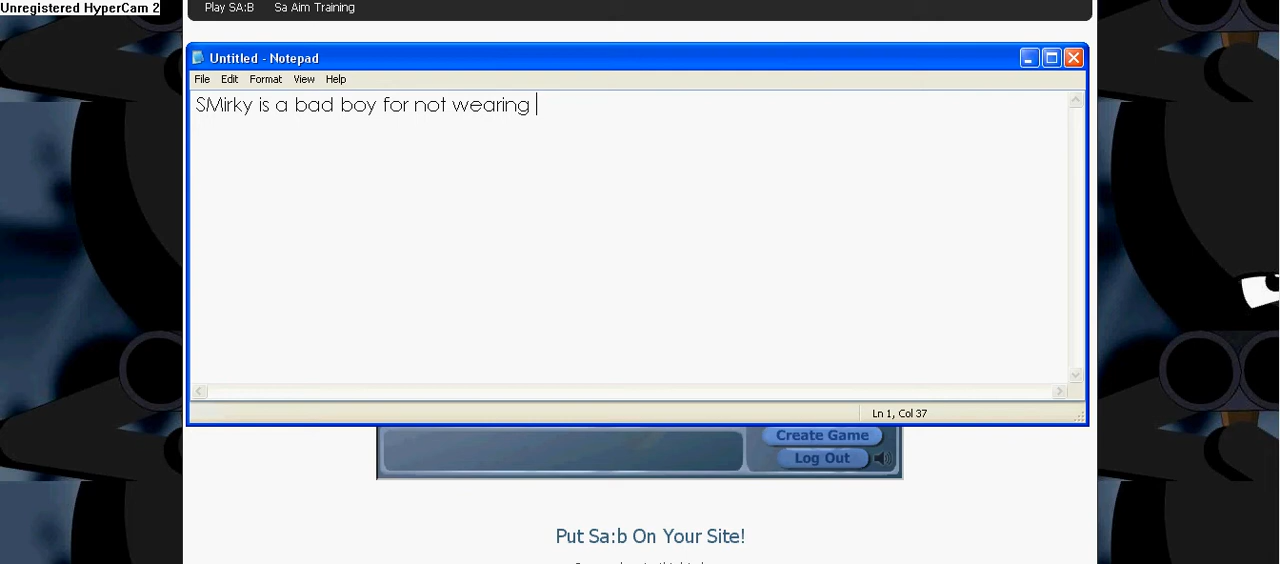 Unregistered HyperCam 2
Play SA:B Sa Aim Training
Untitled - Notepad
File Edit Format View Help
SMirky is a bad boy for not wearing
Ln 1, Col 37
Create Game
Log Out
Put Sa:b On Your Site!